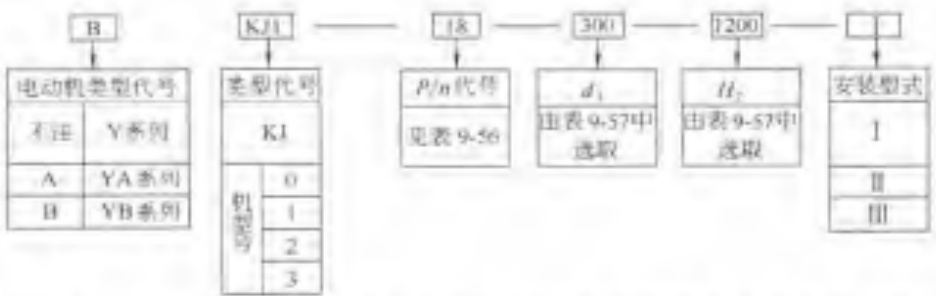 B KJ1 18 300 1200 I
电动机类型代号 类型代号 P/n代号 d₁ H₂ 安装型式
不注 Y系列 KJ 见表9-56 由表9-57中选取 由表9-57中选取 I
A YA系列 机型号 0 II
B YB系列 1 III
2
3